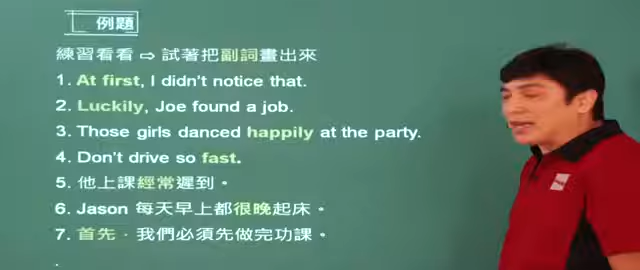 例題
練習看看 ⇨ 試著把副詞畫出來
1. At first, I didn't notice that.
2. Luckily, Joe found a job.
3. Those girls danced happily at the party.
4. Don't drive so fast.
5. 他上課經常遲到。
6. Jason 每天早上都很晚起床。
7. 首先，我們必須先做完功課。